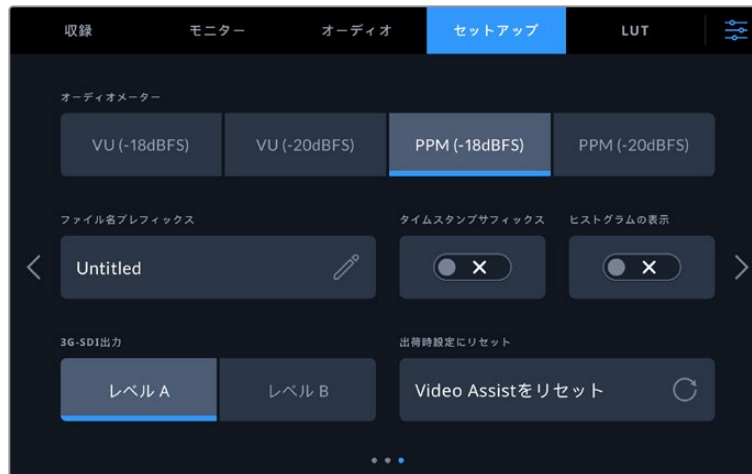 収録 モニター オーディオ セットアップ LUT
オーディオメーター
VU (-18dBFS) VU (-20dBFS) PPM (-18dBFS) PPM (-20dBFS)
ファイル名プレフィックス タイムスタンプサフィックス ヒストグラムの表示
Untitled
3G-SDI出力 出荷時設定にリセット
レベル A レベル B Video Assistをリセット